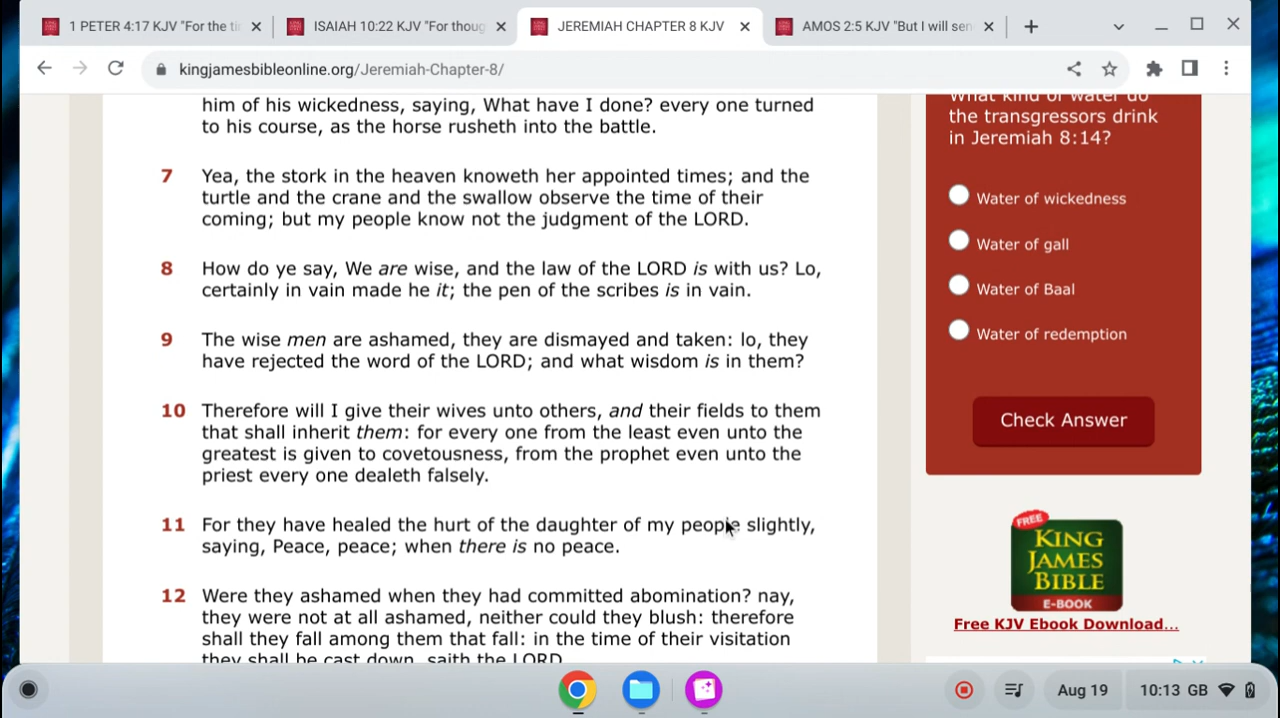 1 PETER 4:17 KJV "For the ti
ISAIAH 10:22 KJV "For thoug
JEREMIAH CHAPTER 8 KJV
AMOS 2:5 KJV "But I will sen
kingjamesbibleonline.org/Jeremiah-Chapter-8/
him of his wickedness, saying, What have I done? every one turned
to his course, as the horse rusheth into the battle.
7 Yea, the stork in the heaven knoweth her appointed times; and the
turtle and the crane and the swallow observe the time of their
coming; but my people know not the judgment of the LORD.
8 How do ye say, We are wise, and the law of the LORD is with us? Lo,
certainly in vain made he it; the pen of the scribes is in vain.
9 The wise men are ashamed, they are dismayed and taken: lo, they
have rejected the word of the LORD; and what wisdom is in them?
10 Therefore will I give their wives unto others, and their fields to them
that shall inherit them: for every one from the least even unto the
greatest is given to covetousness, from the prophet even unto the
priest every one dealeth falsely.
11 For they have healed the hurt of the daughter of my people slightly,
saying, Peace, peace; when there is no peace.
12 Were they ashamed when they had committed abomination? nay,
they were not at all ashamed, neither could they blush: therefore
shall they fall among them that fall: in the time of their visitation
they shall be cast down, saith the LORD.
What kind of water do
the transgressors drink
in Jeremiah 8:14?
Water of wickedness
Water of gall
Water of Baal
Water of redemption
Check Answer
FREE
KING
JAMES
BIBLE
E-BOOK
Free KJV Ebook Download...
Aug 19
10:13 GB